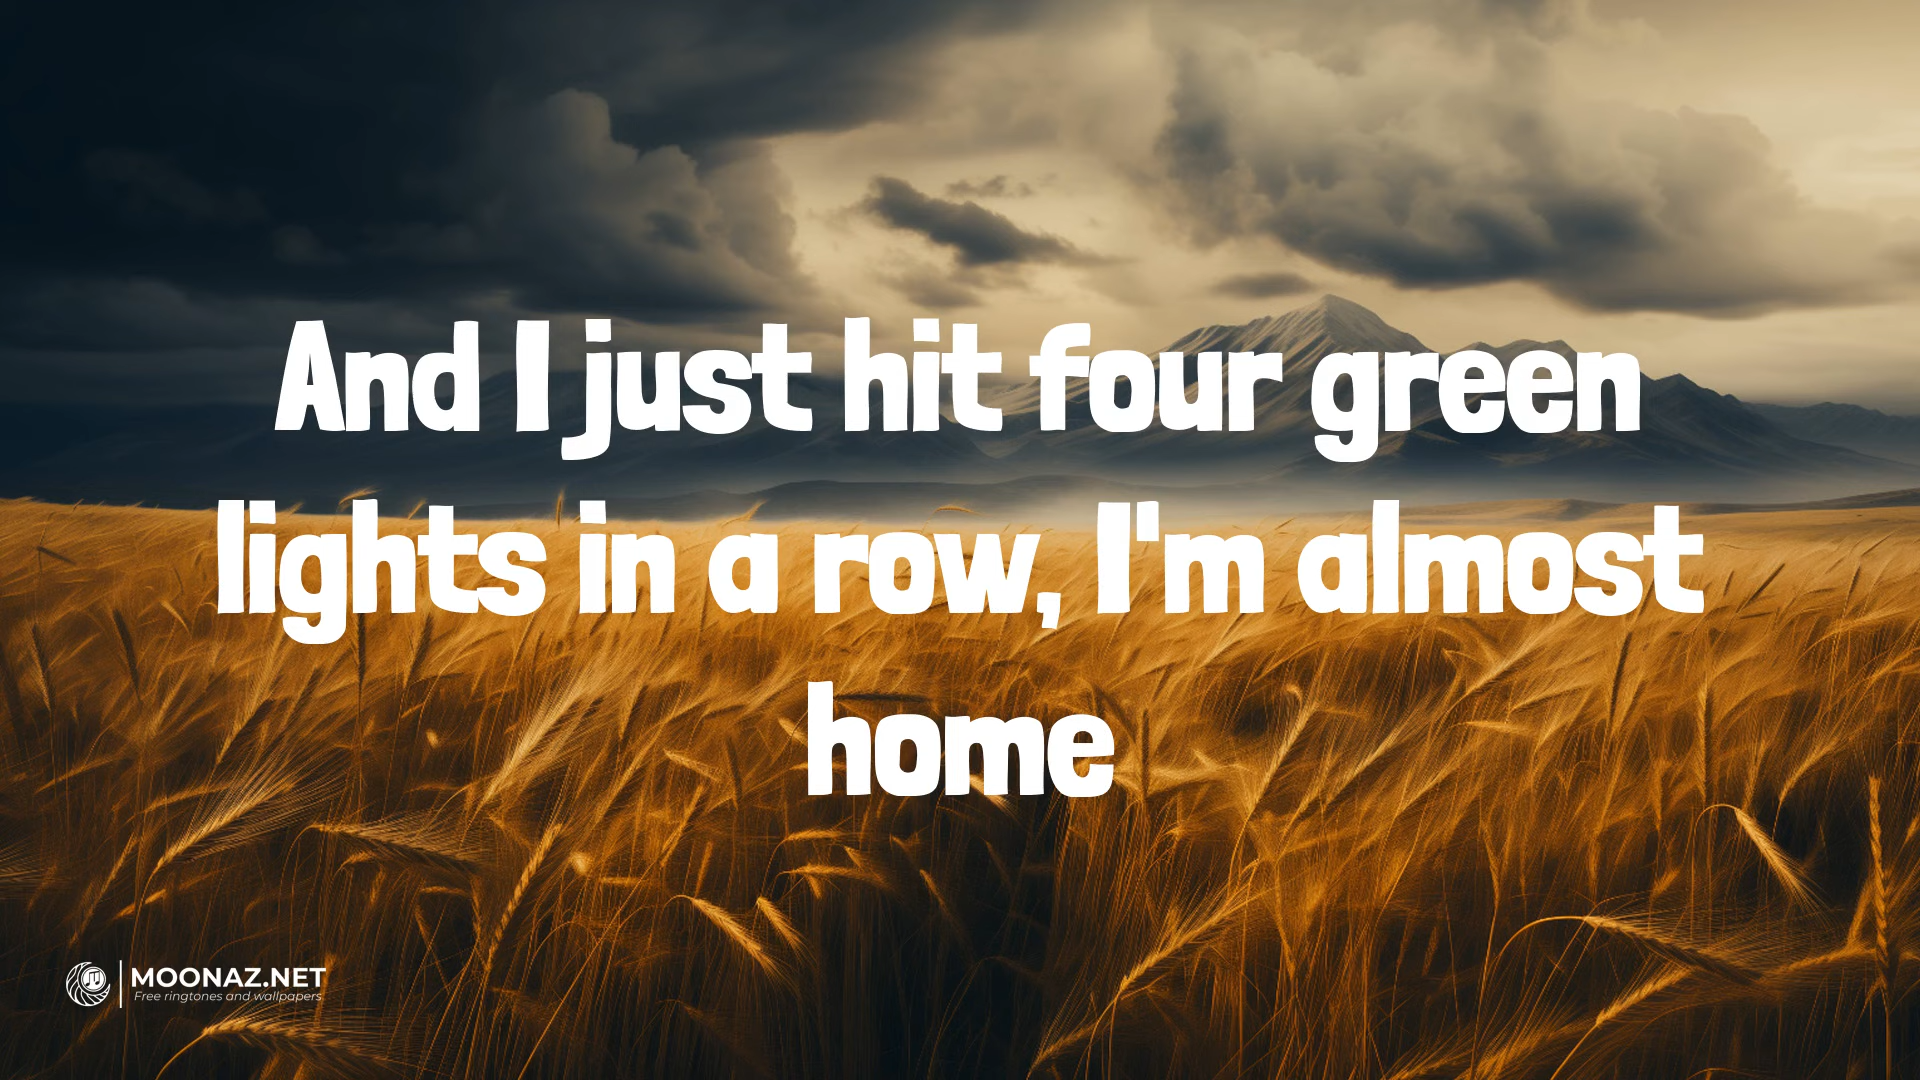 And I just hit four green
lights in a row, I'm almost
home
MOONAZ.NET
Free ringtones and wallpapers